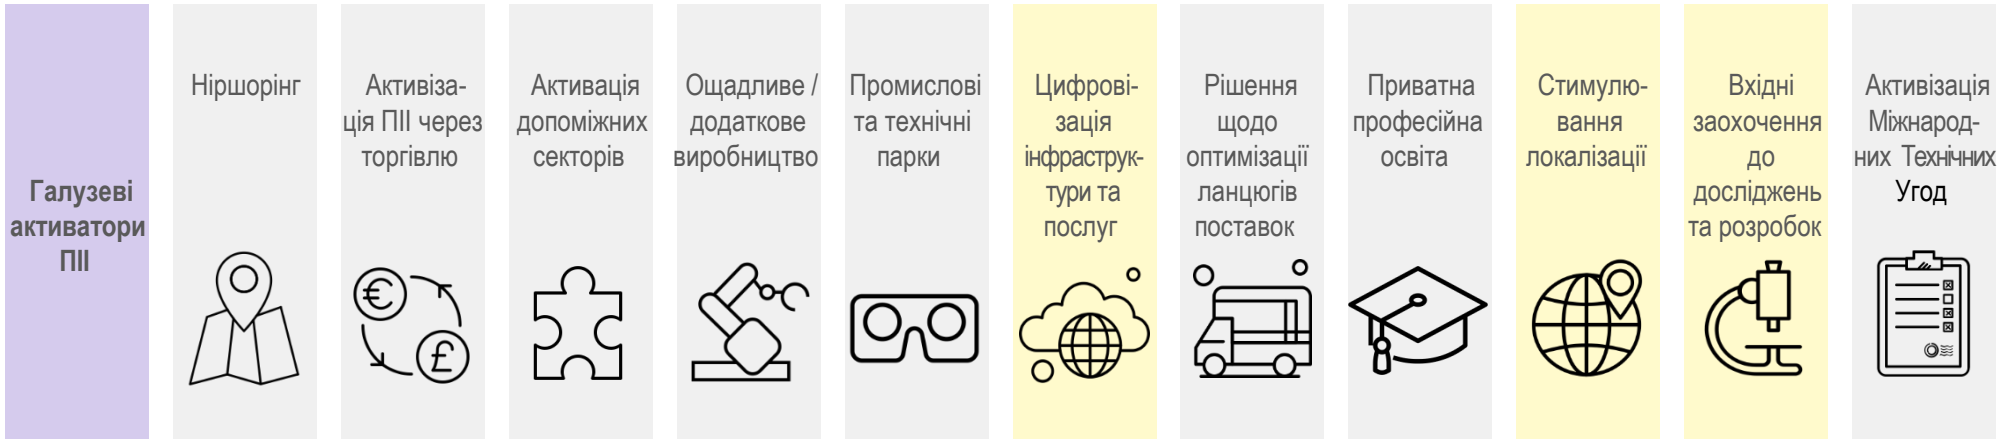 Галузеві
активатори
ПІІ
Ніршорінг
Активіза-
ція ПІІ через
торгівлю
Активація
допоміжних
секторів
Ощадливе /
додаткове
виробництво
Промислові
та технічні
парки
Цифрові-
зація
інфраструк-
тури та
послуг
Рішення
щодо
оптимізації
ланцюгів
поставок
Приватна
професійна
освіта
Стимулю-
вання
локалізації
Вхідні
заохочення
до
досліджень
та розробок
Активізація
Міжнарод-
них Технічних
Угод